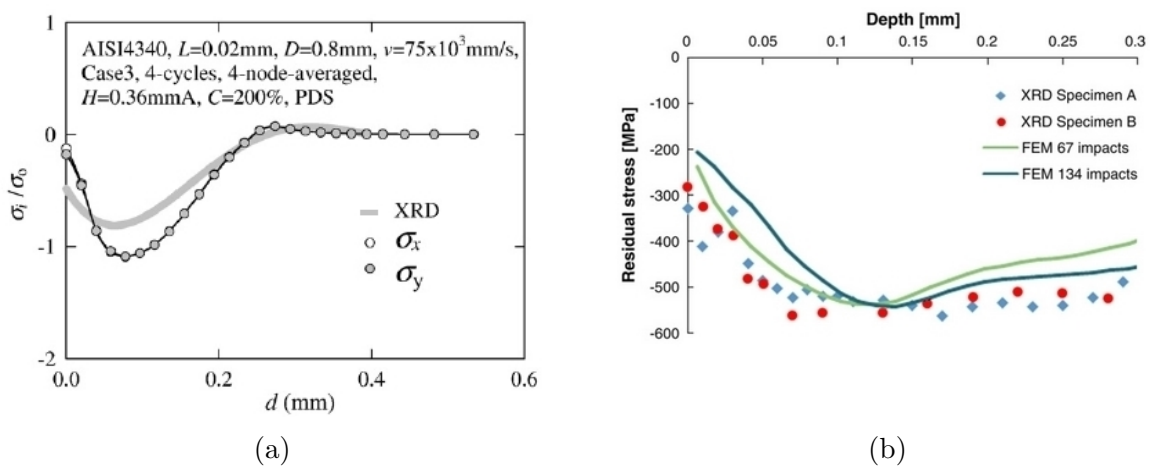 1
0
-1
-2
σi/σo
AISI4340, L=0.02mm, D=0.8mm, v=75x10³mm/s,
Case3, 4-cycles, 4-node-averaged,
H=0.36mmA, C=200%, PDS
XRD
σx
σy
0.0 0.2 0.4 0.6
d (mm)
(a)
Depth [mm]
0 0.05 0.1 0.15 0.2 0.25 0.3
0
-100
-200
-300
-400
-500
-600
Residual stress [MPa]
XRD Specimen A
XRD Specimen B
FEM 67 impacts
FEM 134 impacts
(b)